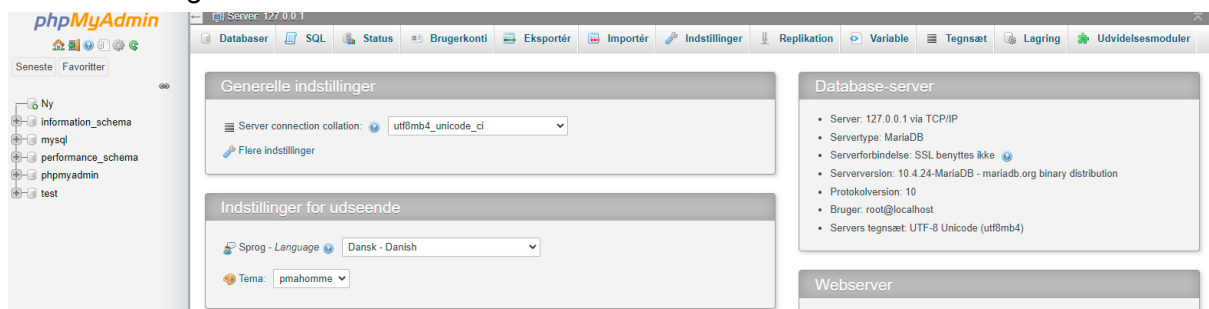 phpMyAdmin
Seneste Favoritter
Ny
information_schema
mysql
performance_schema
phpmyadmin
test
Server: 127.0.0.1
Databaser SQL Status Brugerkonti Eksportér Importér Indstillinger Replikation Variable Tegnsæt Lagring Udvidelsesmoduler
Generelle indstillinger
Server connection collation: utf8mb4_unicode_ci
Flere indstillinger
Indstillinger for udseende
Sprog - Language Dansk - Danish
Tema: pmahomme
Database-server
Server: 127.0.0.1 via TCP/IP
Servertype: MariaDB
Serverforbindelse: SSL benyttes ikke
Serverversion: 10.4.24-MariaDB - mariadb.org binary distribution
Protokolversion: 10
Bruger: root@localhost
Servers tegnsæt: UTF-8 Unicode (utf8mb4)
Webserver